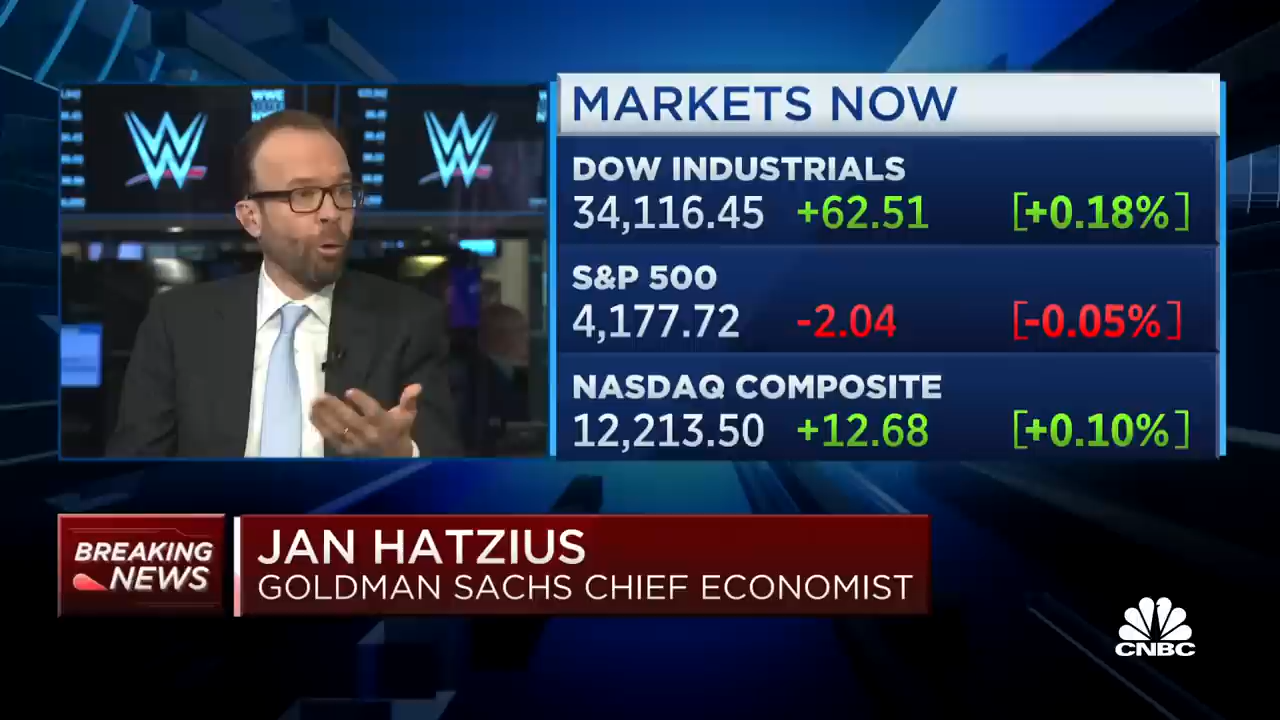 MARKETS NOW
DOW INDUSTRIALS
34,116.45 +62.51 [+0.18%]
S&P 500
4,177.72 -2.04 [-0.05%]
NASDAQ COMPOSITE
12,213.50 +12.68 [+0.10%]
BREAKING
NEWS
JAN HATZIUS
GOLDMAN SACHS CHIEF ECONOMIST
CNBC